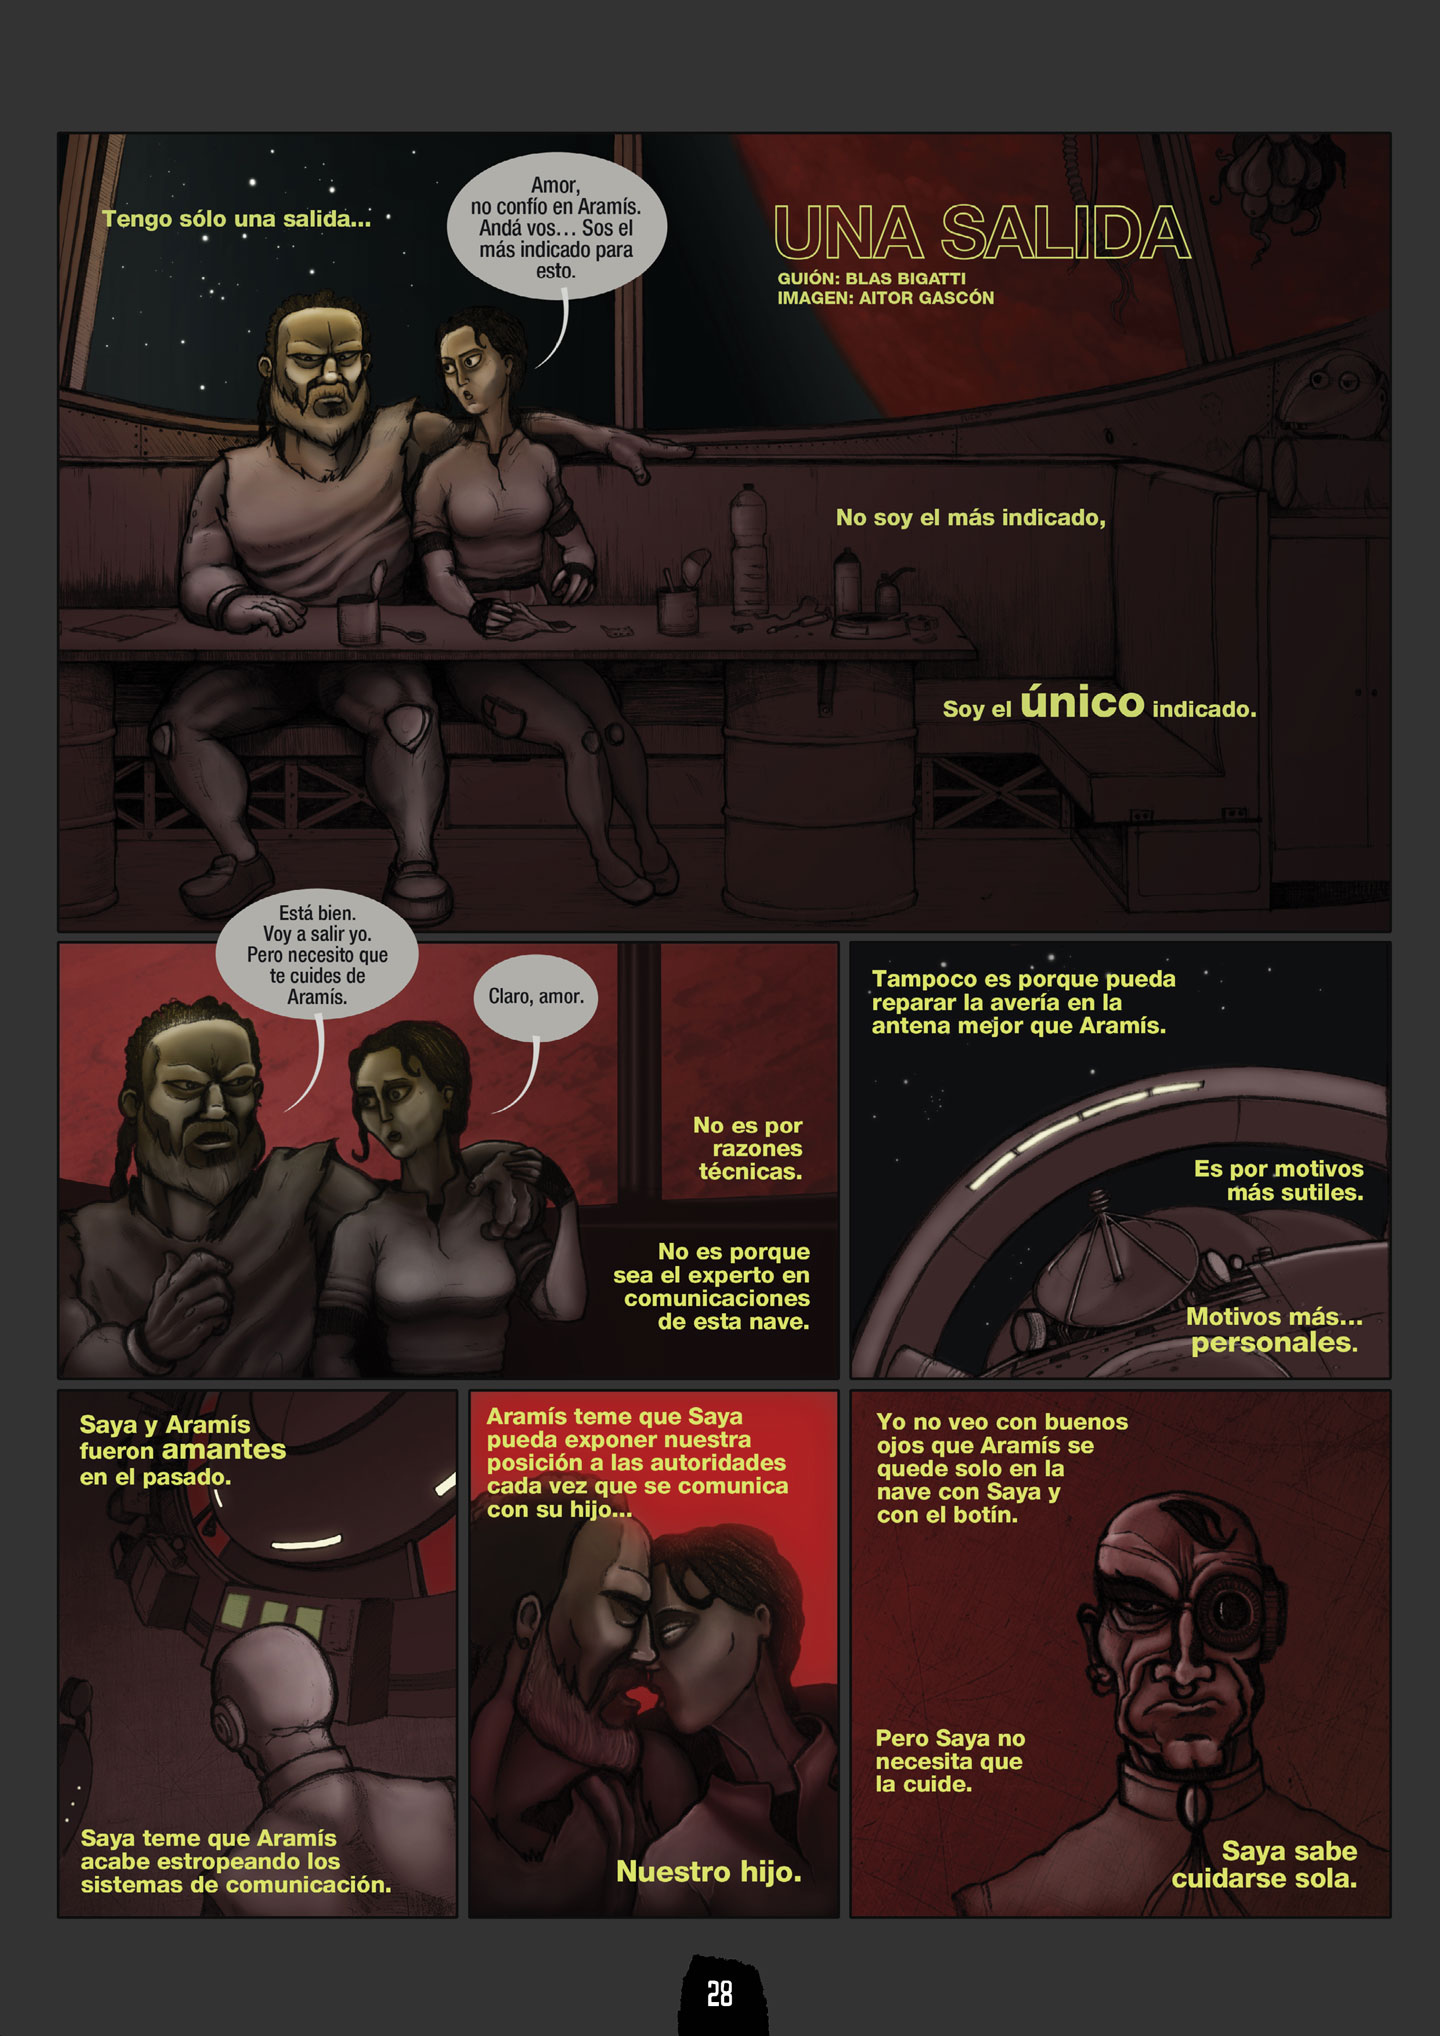 Tengo sólo una salida...
Amor,
no confío en Aramís.
Andá vos... Sos el
más indicado para
esto.
UNA SALIDA
GUIÓN: BLAS BIGATTI
IMAGEN: AITOR GASCÓN
No soy el más indicado,
Soy el único indicado.
Está bien.
Voy a salir yo.
Pero necesito que
te cuides de
Aramís.
Claro, amor.
No es por
razones
técnicas.
No es porque
sea el experto en
comunicaciones
de esta nave.
Tampoco es porque pueda
reparar la avería en la
antena mejor que Aramís.
Es por motivos
más sutiles.
Motivos más...
personales.
Saya y Aramís
fueron amantes
en el pasado.
Saya teme que Aramís
acabe estropeando los
sistemas de comunicación.
Aramís teme que Saya
pueda exponer nuestra
posición a las autoridades
cada vez que se comunica
con su hijo...
Nuestro hijo.
Yo no veo con buenos
ojos que Aramís se
quede solo en la
nave con Saya y
con el botín.
Pero Saya no
necesita que
la cuide.
Saya sabe
cuidarse sola.
28